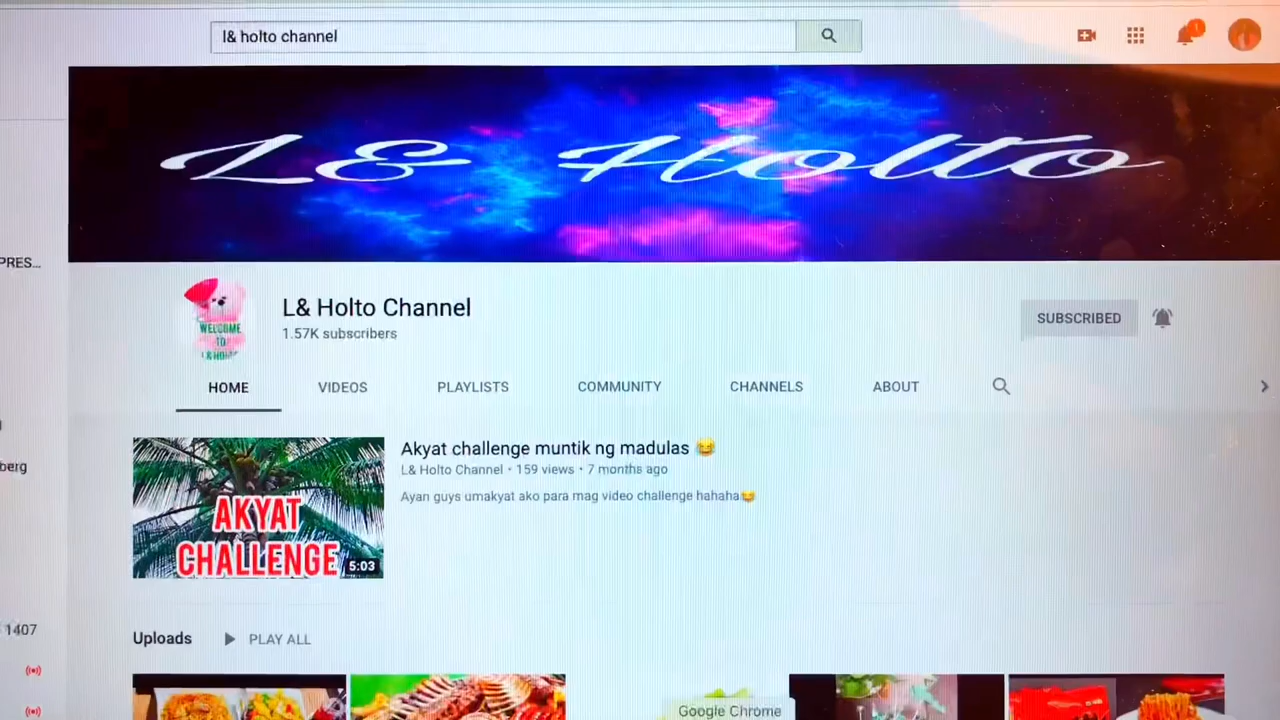 l& holto channel
L& Holto
PRES...
L& Holto Channel
1.57K subscribers
SUBSCRIBED
WELCOME
TO
HOME
VIDEOS
PLAYLISTS
COMMUNITY
CHANNELS
ABOUT
AKYAT
CHALLENGE
5:03
Akyat challenge muntik ng madulas 😂
L& Holto Channel • 159 views • 7 months ago
Ayan guys umakyat ako para mag video challenge hahaha😂
berg
1407
Uploads
PLAY ALL
Google Chrome